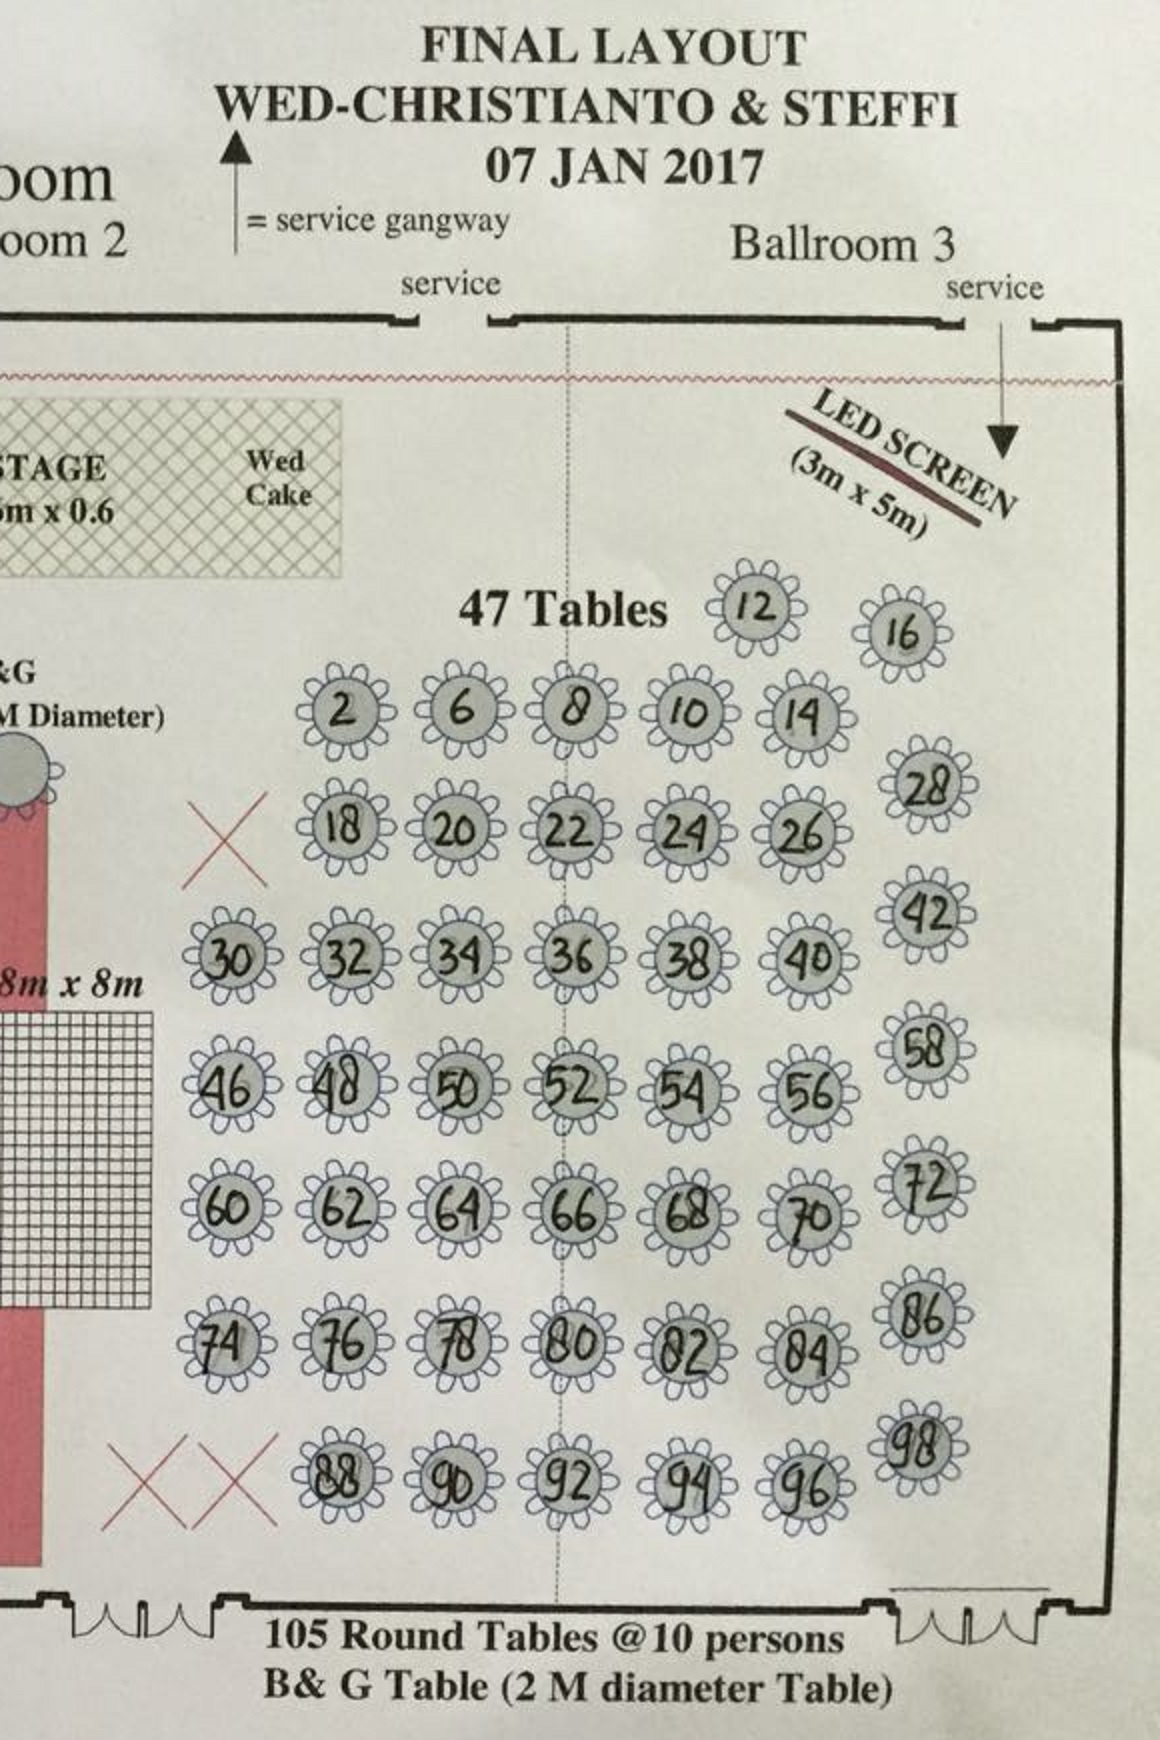 FINAL LAYOUT
WED-CHRISTIANTO & STEFFI
07 JAN 2017
oom
oom 2
= service gangway
Ballroom 3
service
service
STAGE
5m x 0.6
Wed
Cake
LED SCREEN
(3m x 5m)
47 Tables
12
16
&G
M Diameter)
2 6 8 10 14
28
18 20 22 24 26
42
30 32 34 36 38 40
8m x 8m
58
46 48 50 52 54 56
72
60 62 64 66 68 70
86
74 76 78 80 82 84
98
88 90 92 94 96
105 Round Tables @10 persons
B& G Table (2 M diameter Table)